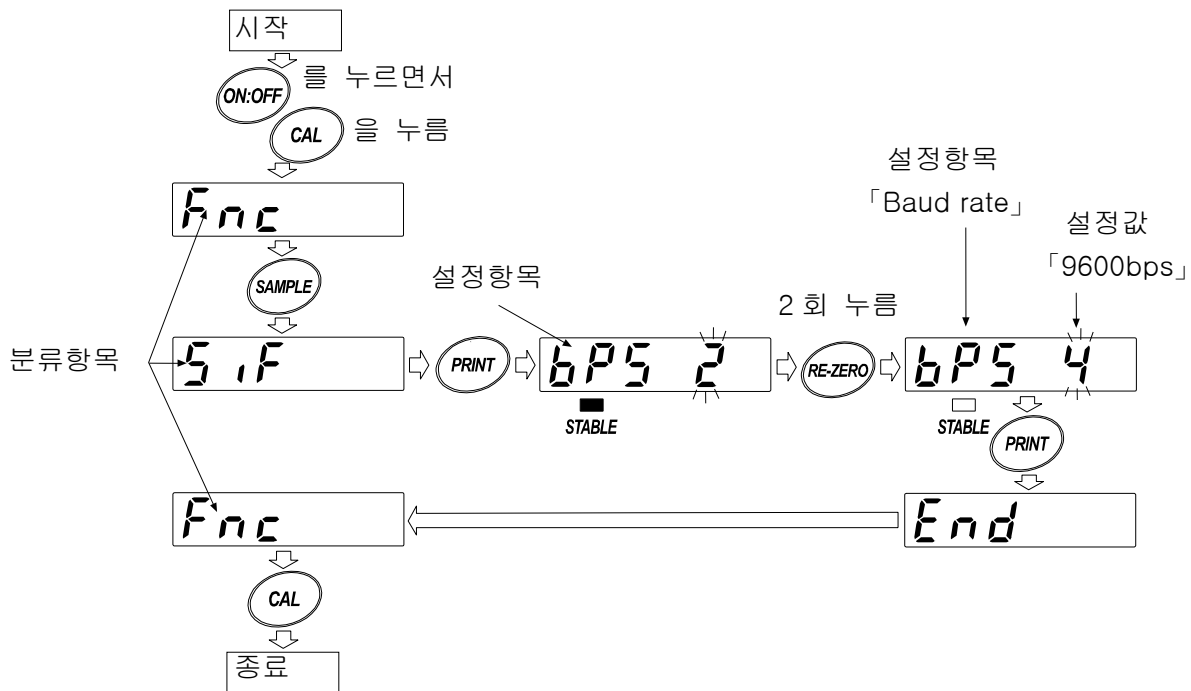 시작
ON:OFF 를 누르면서
CAL 을 누름
Fnc
SAMPLE
분류항목
SiF
PRINT
설정항목
bPS 2
STABLE
2회 누름
RE-ZERO
설정항목
「Baud rate」
설정값
「9600bps」
bPS 4
STABLE
PRINT
End
Fnc
CAL
종료